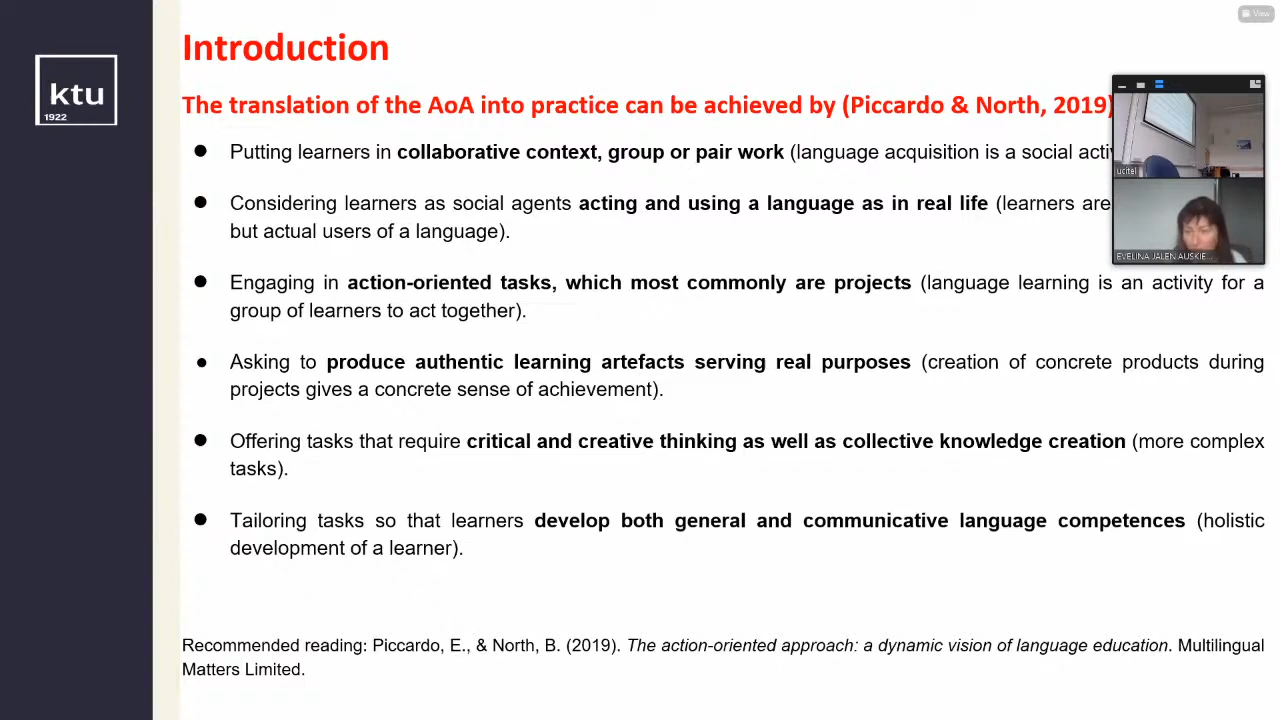 View
ktu
1922
Introduction
The translation of the AoA into practice can be achieved by (Piccardo & North, 2019)
● Putting learners in collaborative context, group or pair work (language acquisition is a social
● Considering learners as social agents acting and using a language as in real life (learners are
but actual users of a language).
● Engaging in action-oriented tasks, which most commonly are projects (language learning is an activity for a
group of learners to act together).
● Asking to produce authentic learning artefacts serving real purposes (creation of concrete products during
projects gives a concrete sense of achievement).
● Offering tasks that require critical and creative thinking as well as collective knowledge creation (more complex
tasks).
● Tailoring tasks so that learners develop both general and communicative language competences (holistic
development of a learner).
Recommended reading: Piccardo, E., & North, B. (2019). The action-oriented approach: a dynamic vision of language education. Multilingual
Matters Limited.
ucitel
EVELINA JALEN AUSKIE...